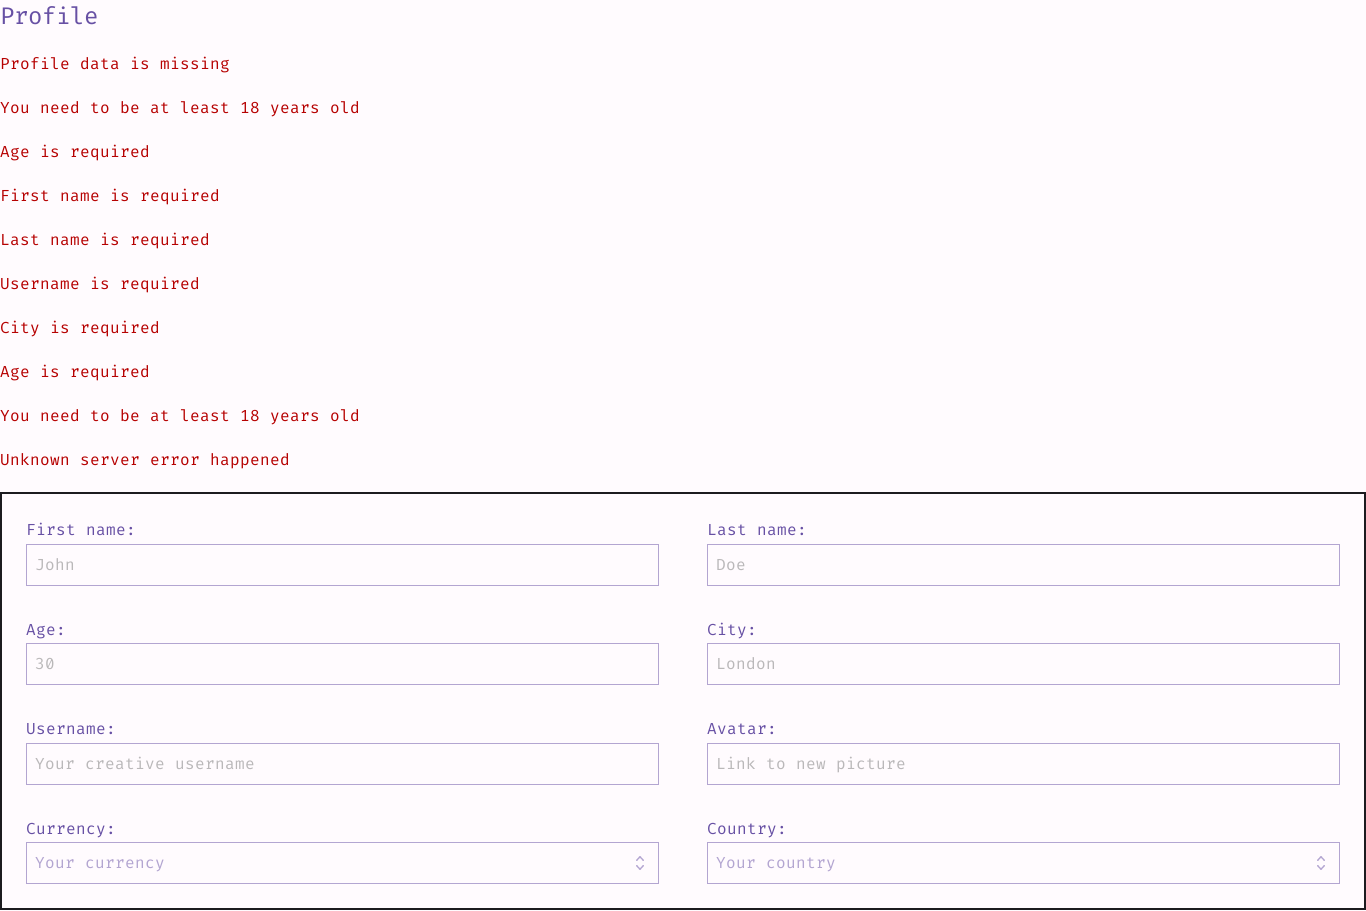 Profile
Profile data is missing
You need to be at least 18 years old
Age is required
First name is required
Last name is required
Username is required
City is required
Age is required
You need to be at least 18 years old
Unknown server error happened
First name:
Last name:
John
Doe
Age:
City:
30
London
Username:
Avatar:
Your creative username
Link to new picture
Currency:
Country:
Your currency
Your country